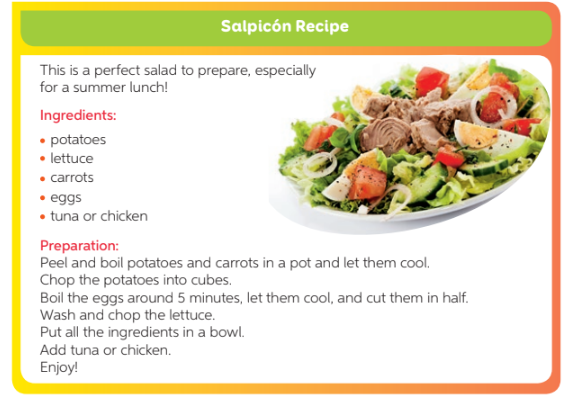 Salpicón Recipe
This is a perfect salad to prepare, especially
for a summer lunch!
Ingredients:
• potatoes
• lettuce
• carrots
• eggs
• tuna or chicken
Preparation:
Peel and boil potatoes and carrots in a pot and let them cool.
Chop the potatoes into cubes.
Boil the eggs around 5 minutes, let them cool, and cut them in half.
Wash and chop the lettuce.
Put all the ingredients in a bowl.
Add tuna or chicken.
Enjoy!